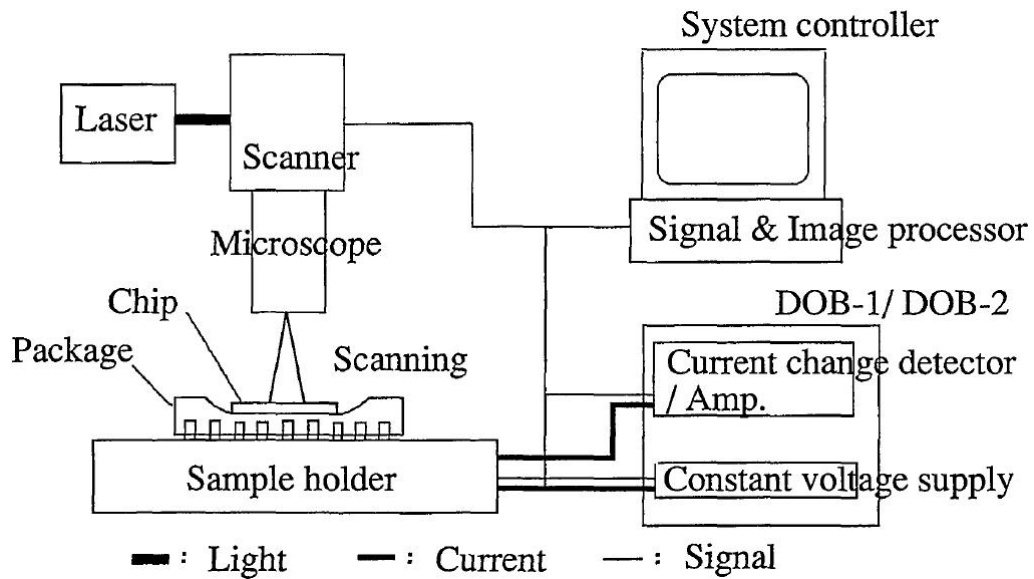 System controller
Laser
Scanner
Microscope
Signal & Image processor
Chip
DOB-1/ DOB-2
Package
Scanning
Current change detector
/ Amp.
Sample holder
Constant voltage supply
: Light : Current : Signal